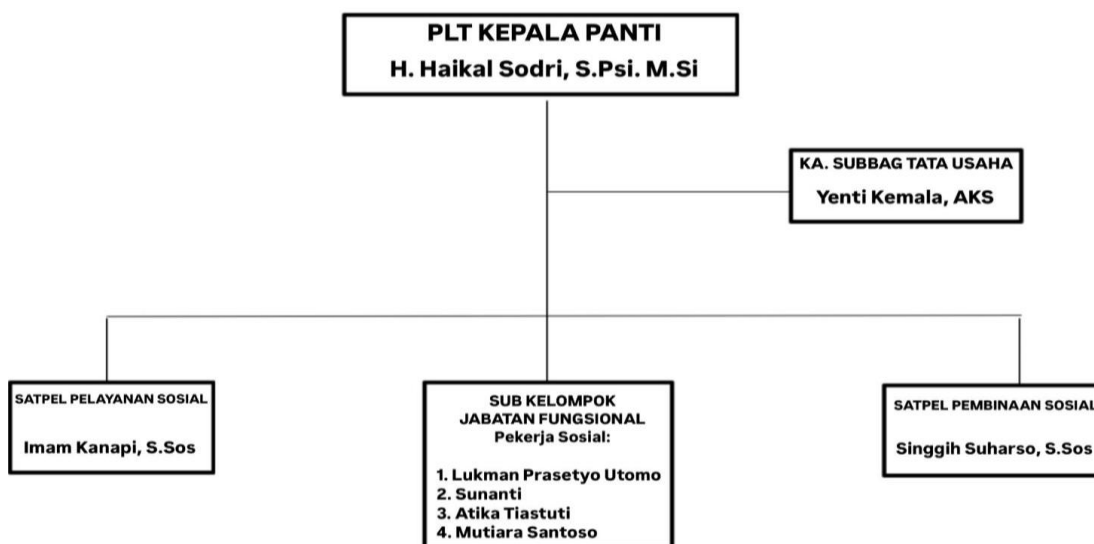 PLT KEPALA PANTI
H. Haikal Sodri, S.Psi. M.Si
KA. SUBBAG TATA USAHA
Yenti Kemala, AKS
SATPEL PELAYANAN SOSIAL
Imam Kanapi, S.Sos
SUB KELOMPOK
JABATAN FUNGSIONAL
Pekerja Sosial:
1. Lukman Prasetyo Utomo
2. Sunanti
3. Atika Tiastuti
4. Mutiara Santoso
SATPEL PEMBINAAN SOSIAL
Singgih Suharso, S.Sos